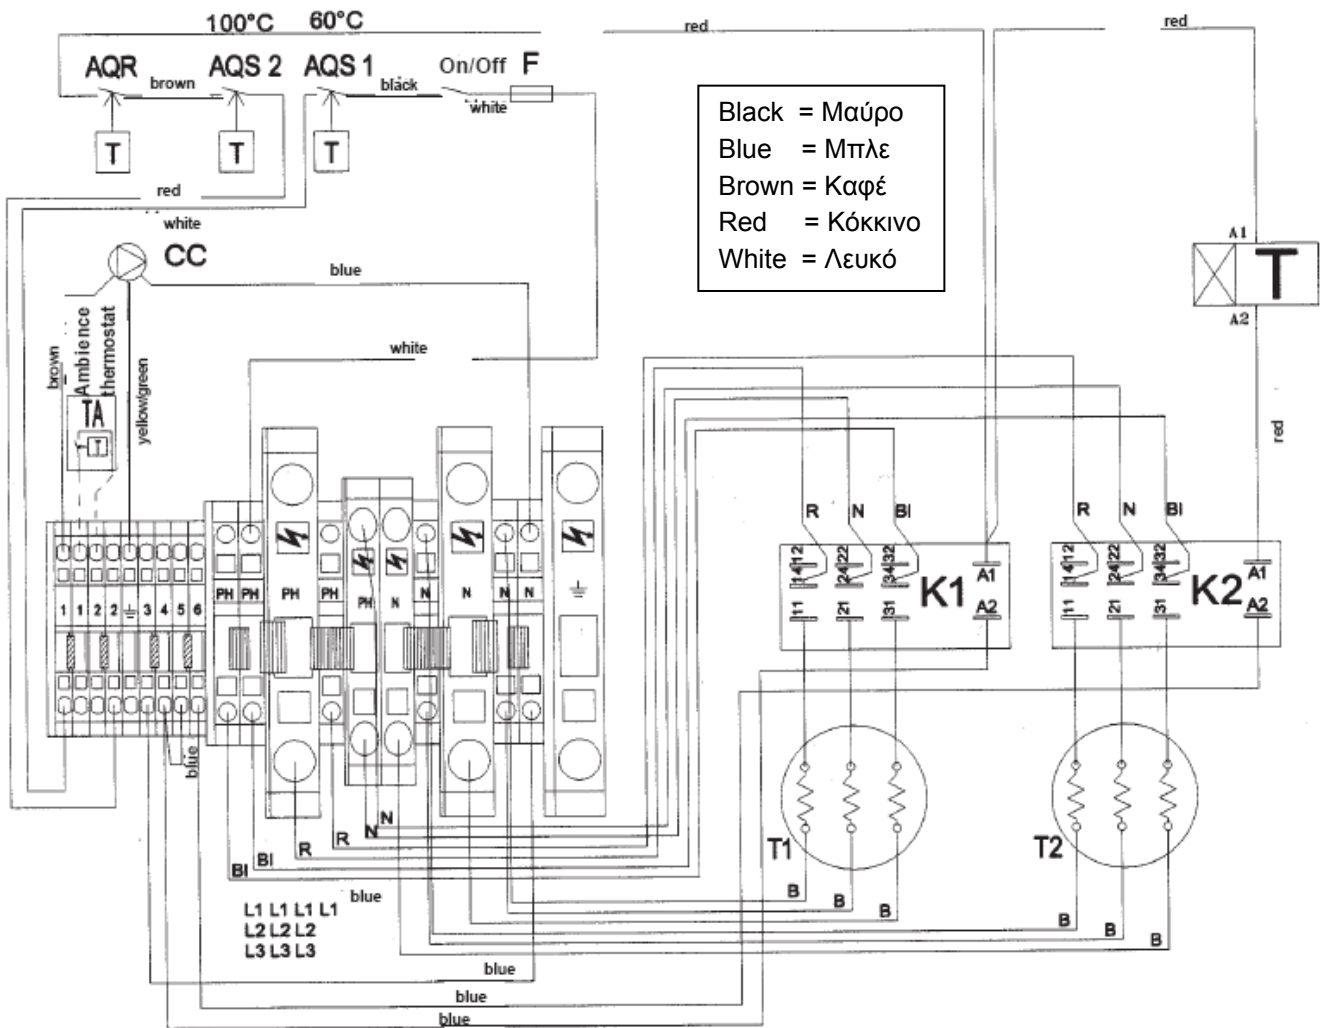 100°C 60°C
red
red
AQR
AQS 2
AQS 1
On/Off
F
brown
black
white
T
T
T
Black = Μαύρο
Blue = Μπλε
Brown = Καφέ
Red = Κόκκινο
White = Λευκό
red
white
CC
blue
A1
T
A2
white
brown
Ambience
thermostat
yellow/green
TA
T
red
R
N
BI
R
N
BI
12
14
22
24
32
34
11
21
31
K1
A1
A2
12
14
22
24
32
34
11
21
31
K2
A1
A2
1
1
2
2
3
4
5
6
PH
PH
PH
PH
PH
N
N
N
N
N
blue
BI
BI
R
R
N
N
T1
T2
B
B
B
B
B
B
blue
L1 L1 L1 L1
L2 L2 L2
L3 L3 L3
blue
blue
blue